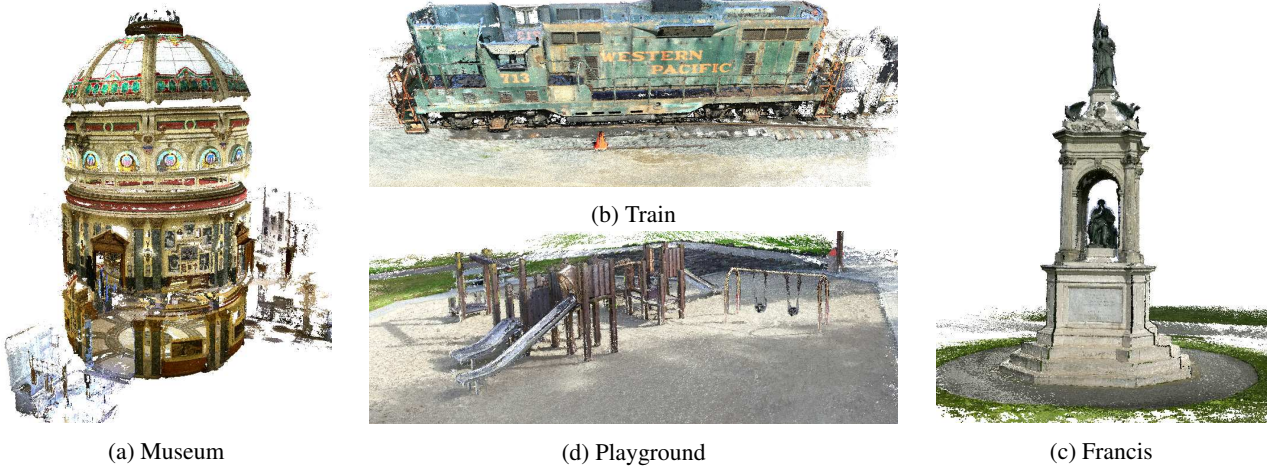 WESTERN
PACIFIC
713
(b) Train
(a) Museum
(d) Playground
(c) Francis